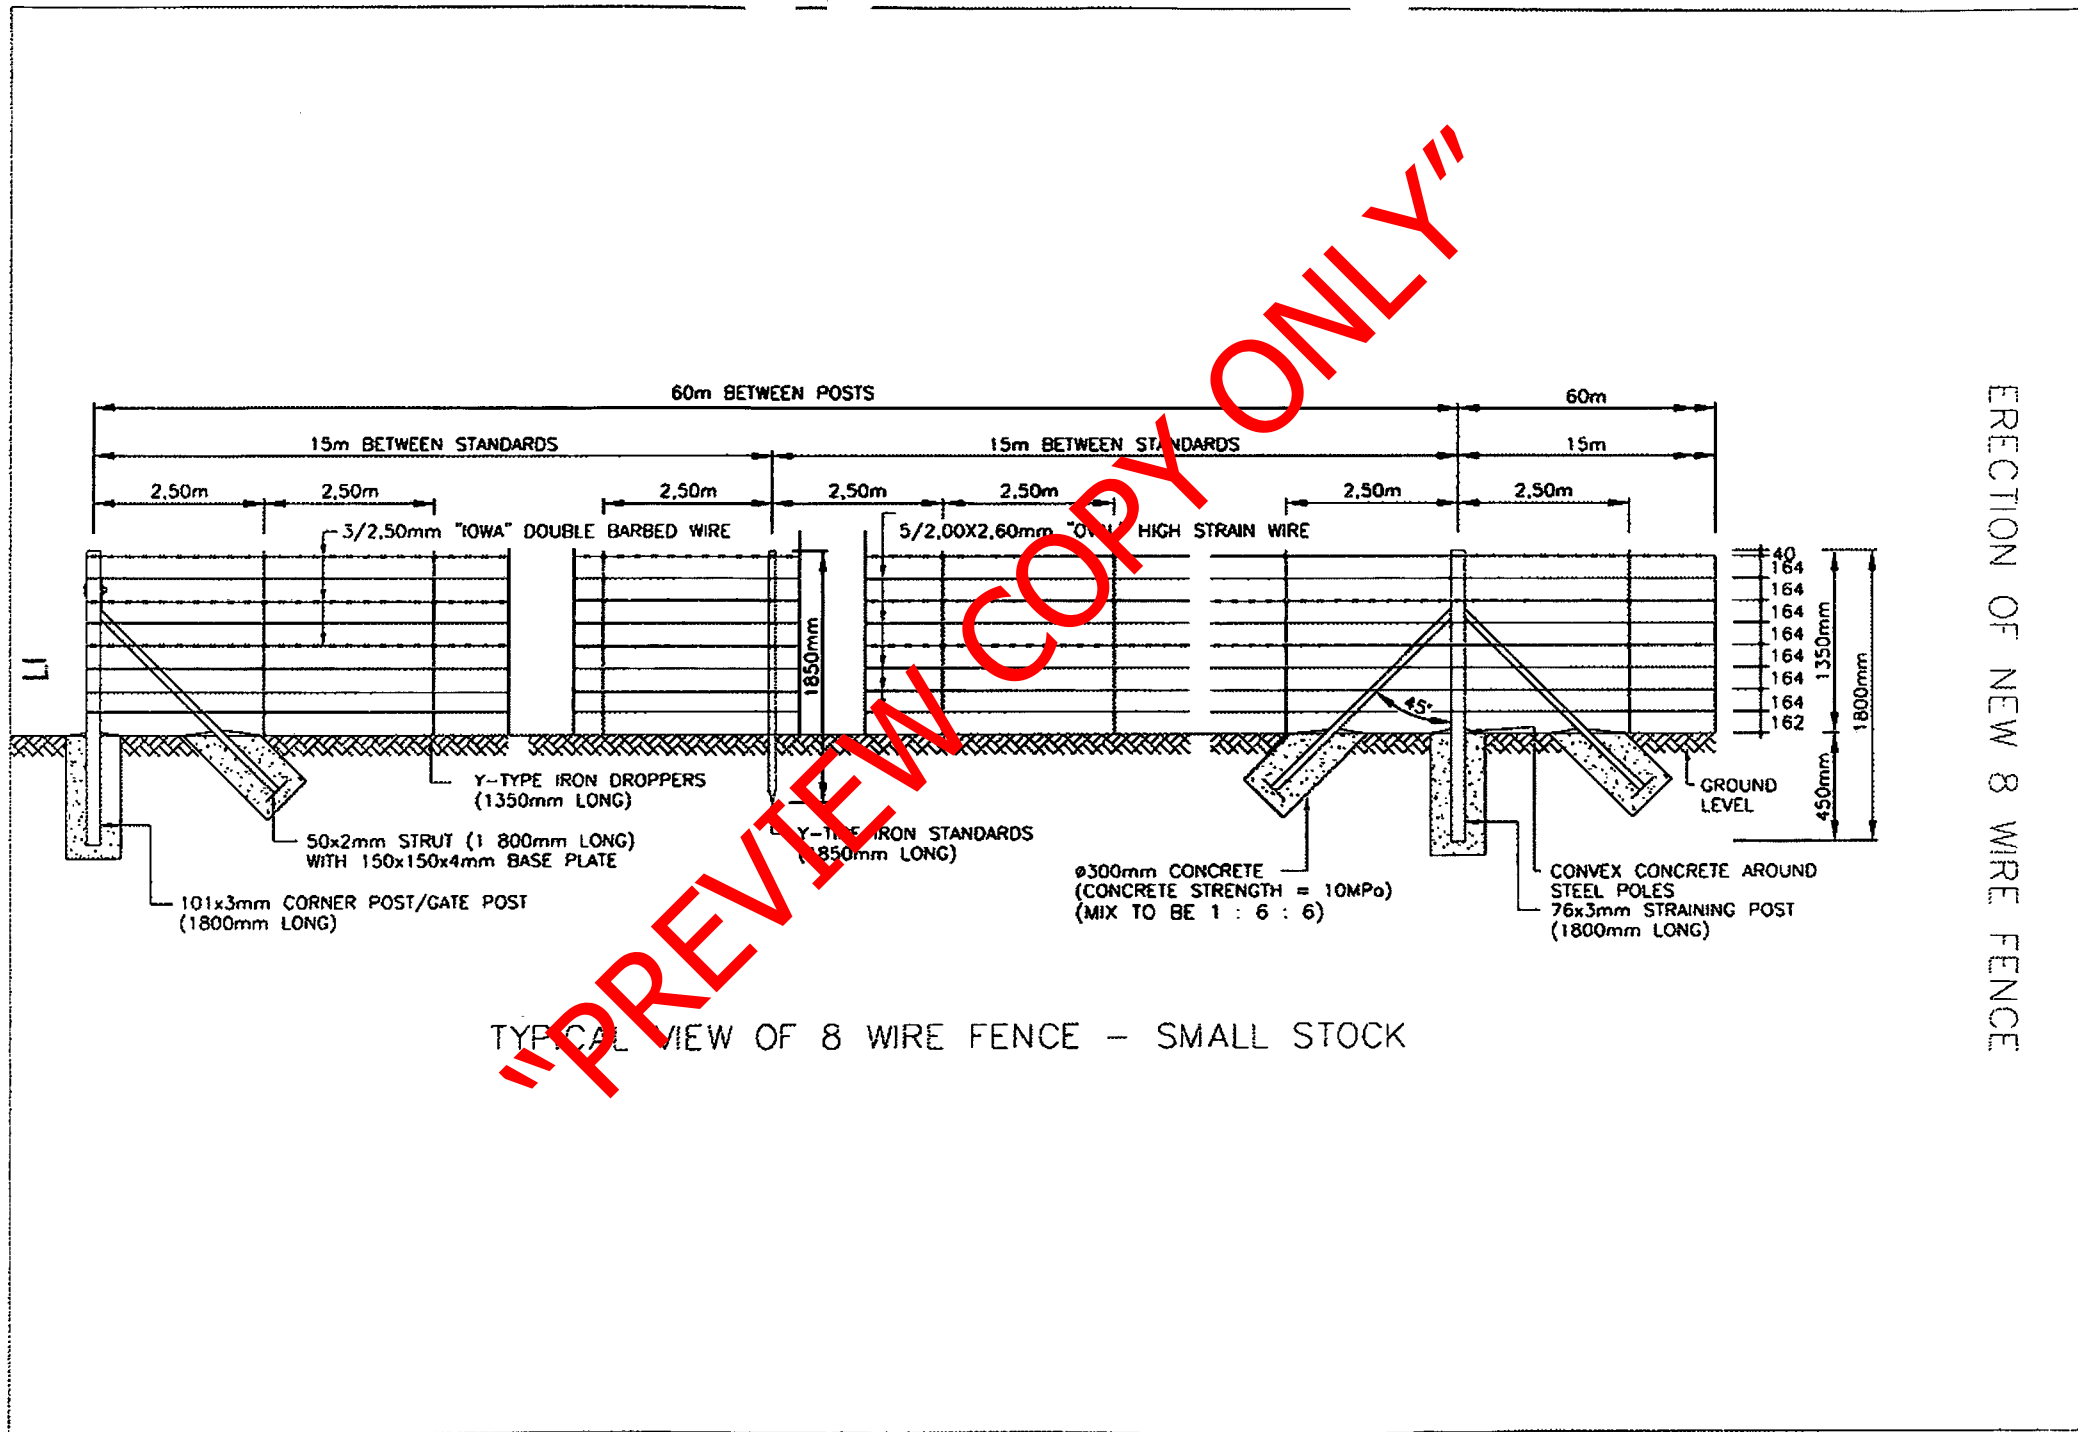 60m BETWEEN POSTS
60m
15m BETWEEN STANDARDS
15m BETWEEN STANDARDS
15m
2,50m
2,50m
2,50m
2,50m
2,50m
2,50m
2,50m
3/2,50mm "IOWA" DOUBLE BARBED WIRE
5/2,00X2,60mm "OVAL" HIGH STRAIN WIRE
40
164
164
164
164
164
164
164
162
1850mm
1350mm
1800mm
450mm
45°
Y-TYPE IRON DROPPERS
(1350mm LONG)
50x2mm STRUT (1 800mm LONG)
WITH 150x150x4mm BASE PLATE
101x3mm CORNER POST/GATE POST
(1800mm LONG)
Y-TYPE IRON STANDARDS
(1850mm LONG)
ø300mm CONCRETE
(CONCRETE STRENGTH = 10MPa)
(MIX TO BE 1 : 6 : 6)
GROUND
LEVEL
CONVEX CONCRETE AROUND
STEEL POLES
76x3mm STRAINING POST
(1800mm LONG)
TYPICAL VIEW OF 8 WIRE FENCE – SMALL STOCK
ERECTION OF NEW 8 WIRE FENCE
"PREVIEW COPY ONLY"